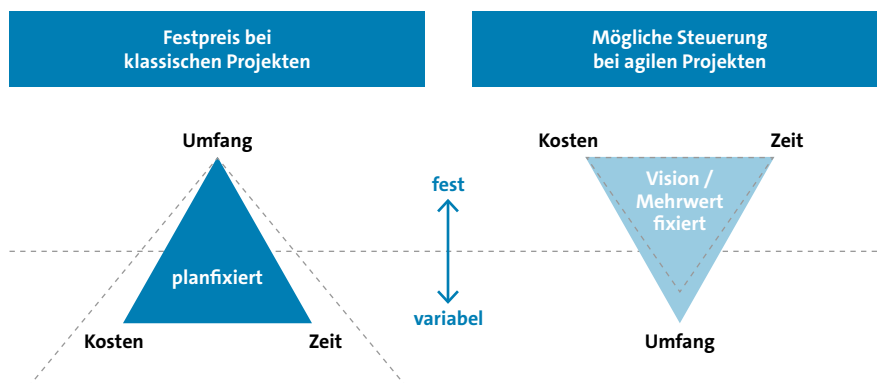 Festpreis bei
klassischen Projekten
Mögliche Steuerung
bei agilen Projekten
Umfang
planfixiert
Kosten
Zeit
fest
variabel
Kosten
Zeit
Vision /
Mehrwert
fixiert
Umfang